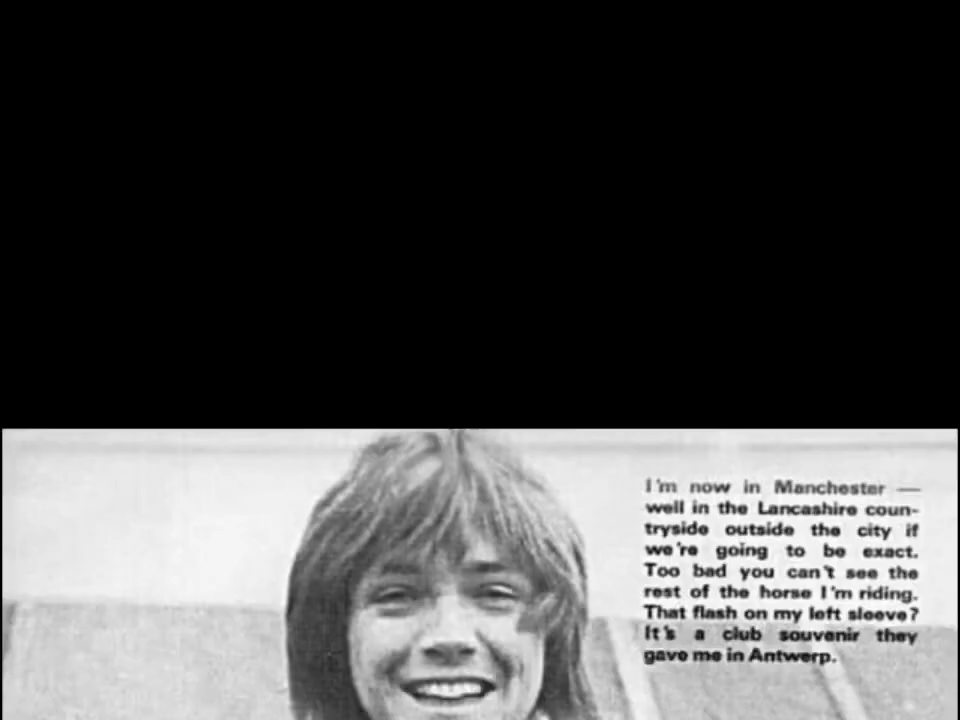 I'm now in Manchester —
well in the Lancashire coun-
tryside outside the city if
we're going to be exact.
Too bad you can't see the
rest of the horse I'm riding.
That flash on my left sleeve?
It's a club souvenir they
gave me in Antwerp.